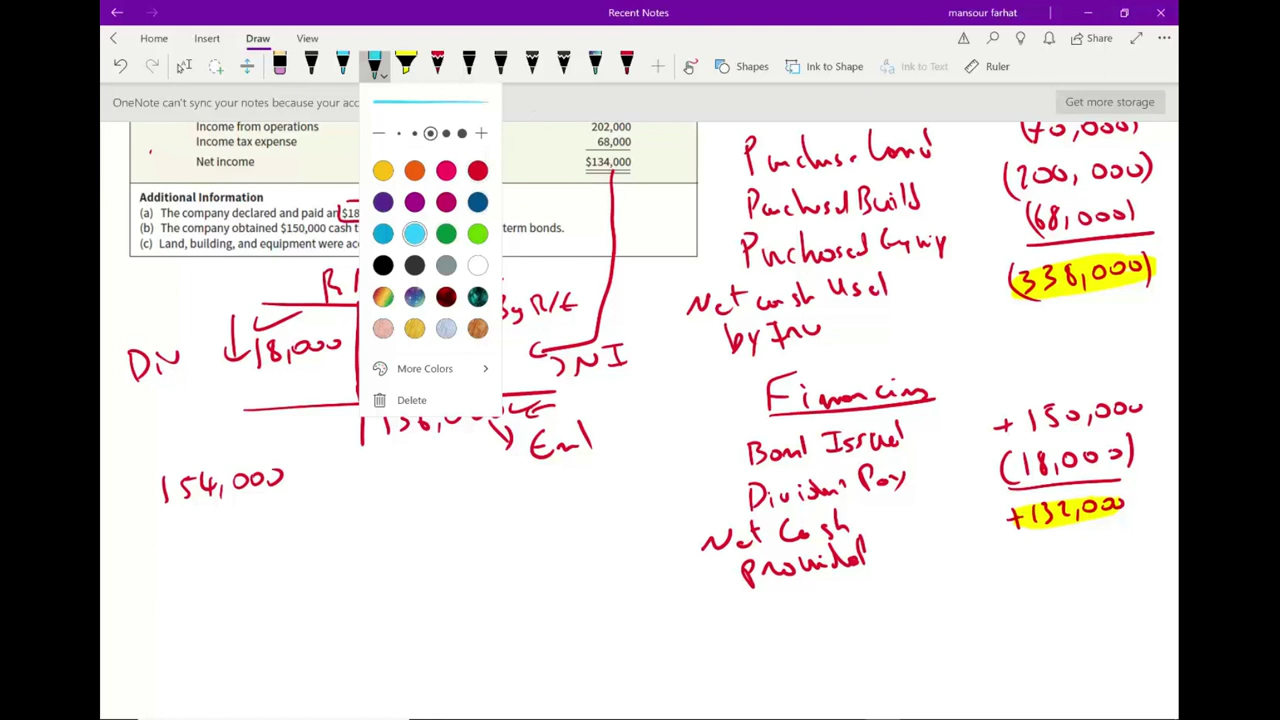 Recent Notes
mansour farhat
Home Insert Draw View
Share
Shapes
Ink to Shape
Ink to Text
Ruler
OneNote can't sync your notes because your acc
Get more storage
Income from operations 202,000
Income tax expense 68,000
Net income $134,000
Additional Information
(a) The company declared and paid an $18
(b) The company obtained $150,000 cash t term bonds.
(c) Land, building, and equipment were acc
More Colors
Delete
R
By R/E
Div 18,000
NI
End
154,000
(70,000)
Purchase Land
(200,000)
Purchased Build
(68,000)
Purchased Equip
(338,000)
Net cash Used
by Inv
Financing
Bond Issued +150,000
Dividend Pay (18,000)
Net Cash +132,000
provided